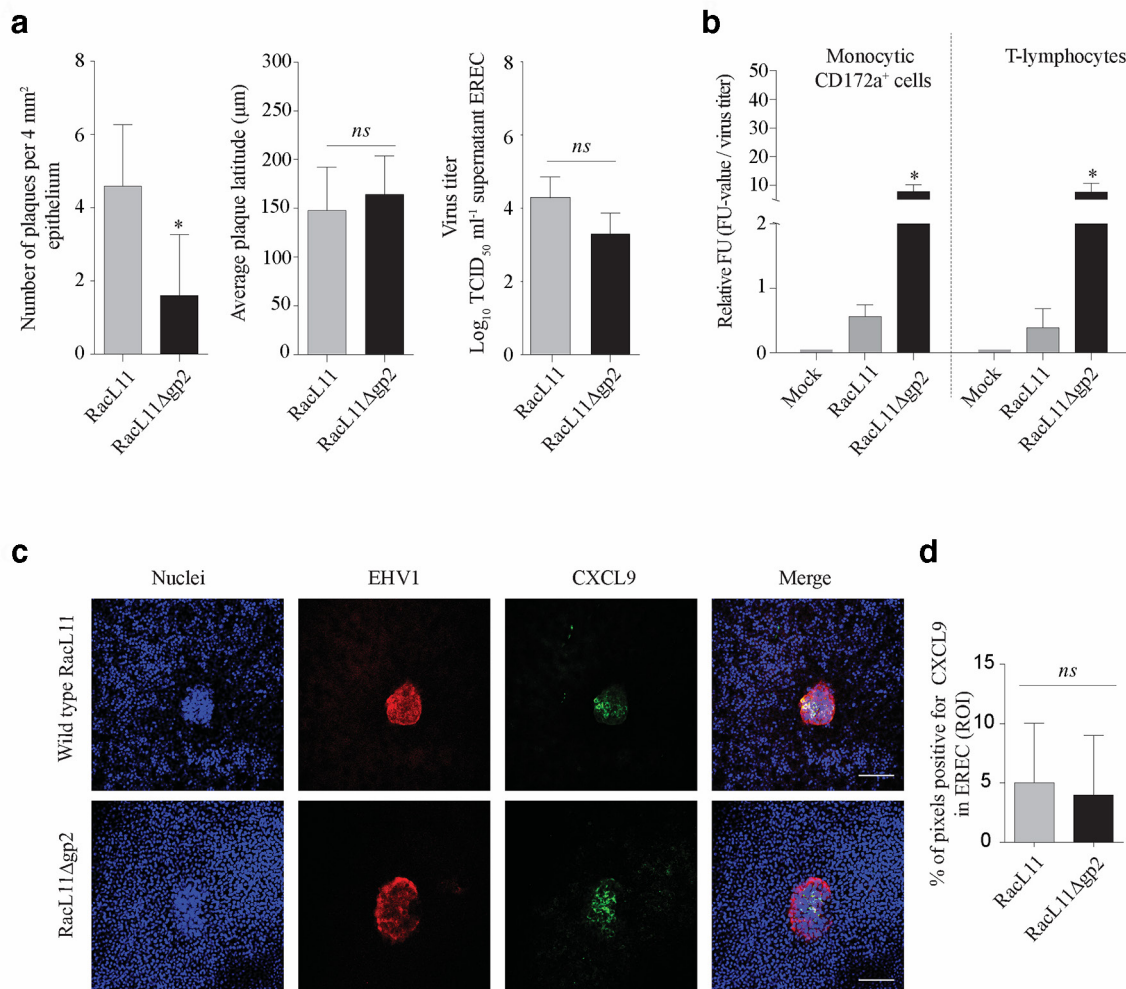 a
Number of plaques per 4 mm²
epithelium
8
6
4
2
0
*
RacL11
RacL11Δgp2
Average plaque latitude (µm)
300
250
200
150
100
50
0
ns
RacL11
RacL11Δgp2
Virus titer
Log₁₀ TCID₅₀ ml⁻¹ supernatant EREC
8
6
4
2
0
ns
RacL11
RacL11Δgp2
b
Monocytic
CD172a⁺ cells
T-lymphocytes
Relative FU (FU-value / virus titer)
50
40
30
20
10
2
1
0
*
*
Mock
RacL11
RacL11Δgp2
Mock
RacL11
RacL11Δgp2
c
Nuclei
EHV1
CXCL9
Merge
Wild type RacL11
RacL11Δgp2
d
% of pixels positive for CXCL9
in EREC (ROI)
15
10
5
0
ns
RacL11
RacL11Δgp2